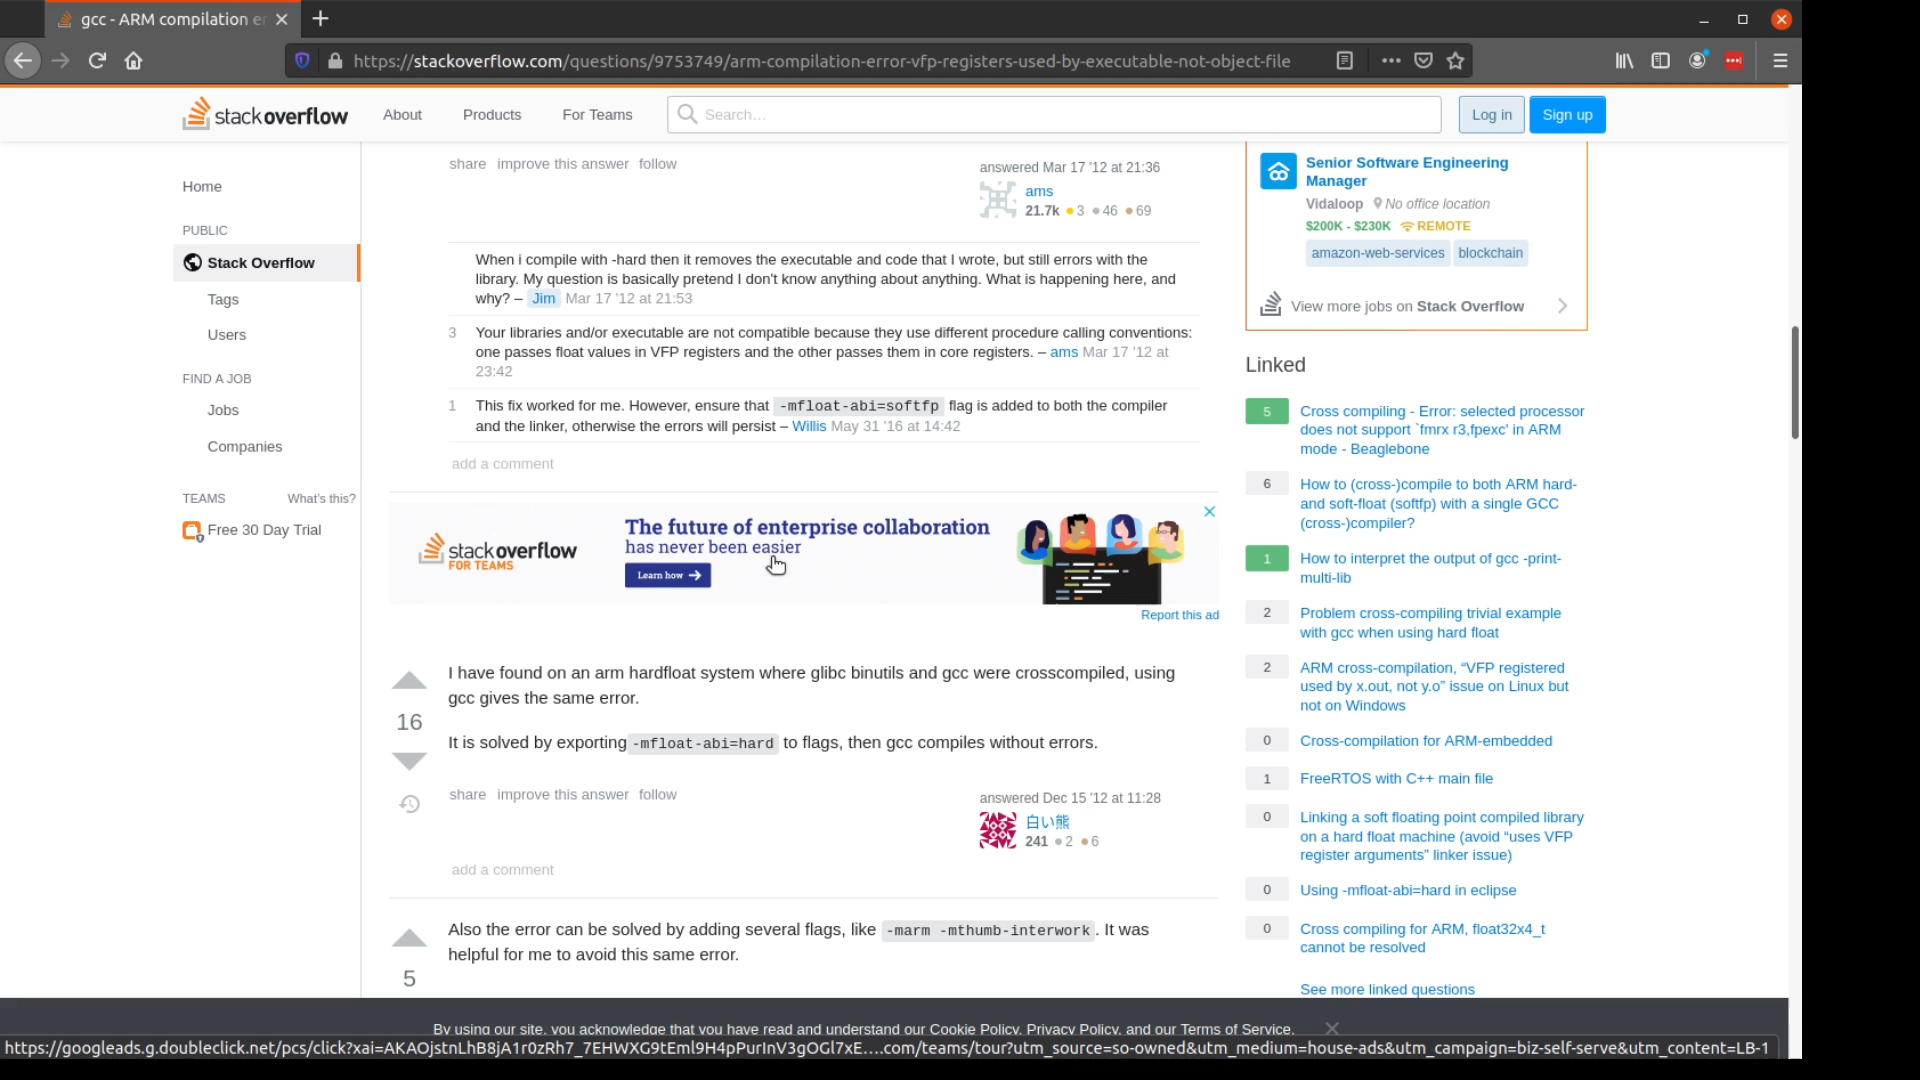 gcc - ARM compilation er
https://stackoverflow.com/questions/9753749/arm-compilation-error-vfp-registers-used-by-executable-not-object-file
stackoverflow
About
Products
For Teams
Search…
Log in
Sign up
Home
PUBLIC
Stack Overflow
Tags
Users
FIND A JOB
Jobs
Companies
TEAMS
What's this?
Free 30 Day Trial
share improve this answer follow
answered Mar 17 '12 at 21:36
ams
21.7k 3 46 69
When i compile with -hard then it removes the executable and code that I wrote, but still errors with the
library. My question is basically pretend I don't know anything about anything. What is happening here, and
why? – Jim Mar 17 '12 at 21:53
3 Your libraries and/or executable are not compatible because they use different procedure calling conventions:
one passes float values in VFP registers and the other passes them in core registers. – ams Mar 17 '12 at
23:42
1 This fix worked for me. However, ensure that -mfloat-abi=softfp flag is added to both the compiler
and the linker, otherwise the errors will persist – Willis May 31 '16 at 14:42
add a comment
stackoverflow
FOR TEAMS
The future of enterprise collaboration
has never been easier
Learn how
Report this ad
I have found on an arm hardfloat system where glibc binutils and gcc were crosscompiled, using
gcc gives the same error.
16
It is solved by exporting -mfloat-abi=hard to flags, then gcc compiles without errors.
share improve this answer follow
answered Dec 15 '12 at 11:28
白い熊
241 2 6
add a comment
Also the error can be solved by adding several flags, like -marm -mthumb-interwork. It was
helpful for me to avoid this same error.
5
Senior Software Engineering
Manager
Vidaloop No office location
$200K - $230K REMOTE
amazon-web-services blockchain
View more jobs on Stack Overflow
Linked
5 Cross compiling - Error: selected processor
does not support `fmrx r3,fpexc' in ARM
mode - Beaglebone
6 How to (cross-)compile to both ARM hard-
and soft-float (softfp) with a single GCC
(cross-)compiler?
1 How to interpret the output of gcc -print-
multi-lib
2 Problem cross-compiling trivial example
with gcc when using hard float
2 ARM cross-compilation, “VFP registered
used by x.out, not y.o” issue on Linux but
not on Windows
0 Cross-compilation for ARM-embedded
1 FreeRTOS with C++ main file
0 Linking a soft floating point compiled library
on a hard float machine (avoid “uses VFP
register arguments” linker issue)
0 Using -mfloat-abi=hard in eclipse
0 Cross compiling for ARM, float32x4_t
cannot be resolved
See more linked questions
By using our site, you acknowledge that you have read and understand our Cookie Policy, Privacy Policy, and our Terms of Service.
https://googleads.g.doubleclick.net/pcs/click?xai=AKAOjstnLhB8jA1r0zRh7_7EHWXG9tEml9H4pPurInV3gOGl7xE….com/teams/tour?utm_source=so-owned&utm_medium=house-ads&utm_campaign=biz-self-serve&utm_content=LB-1